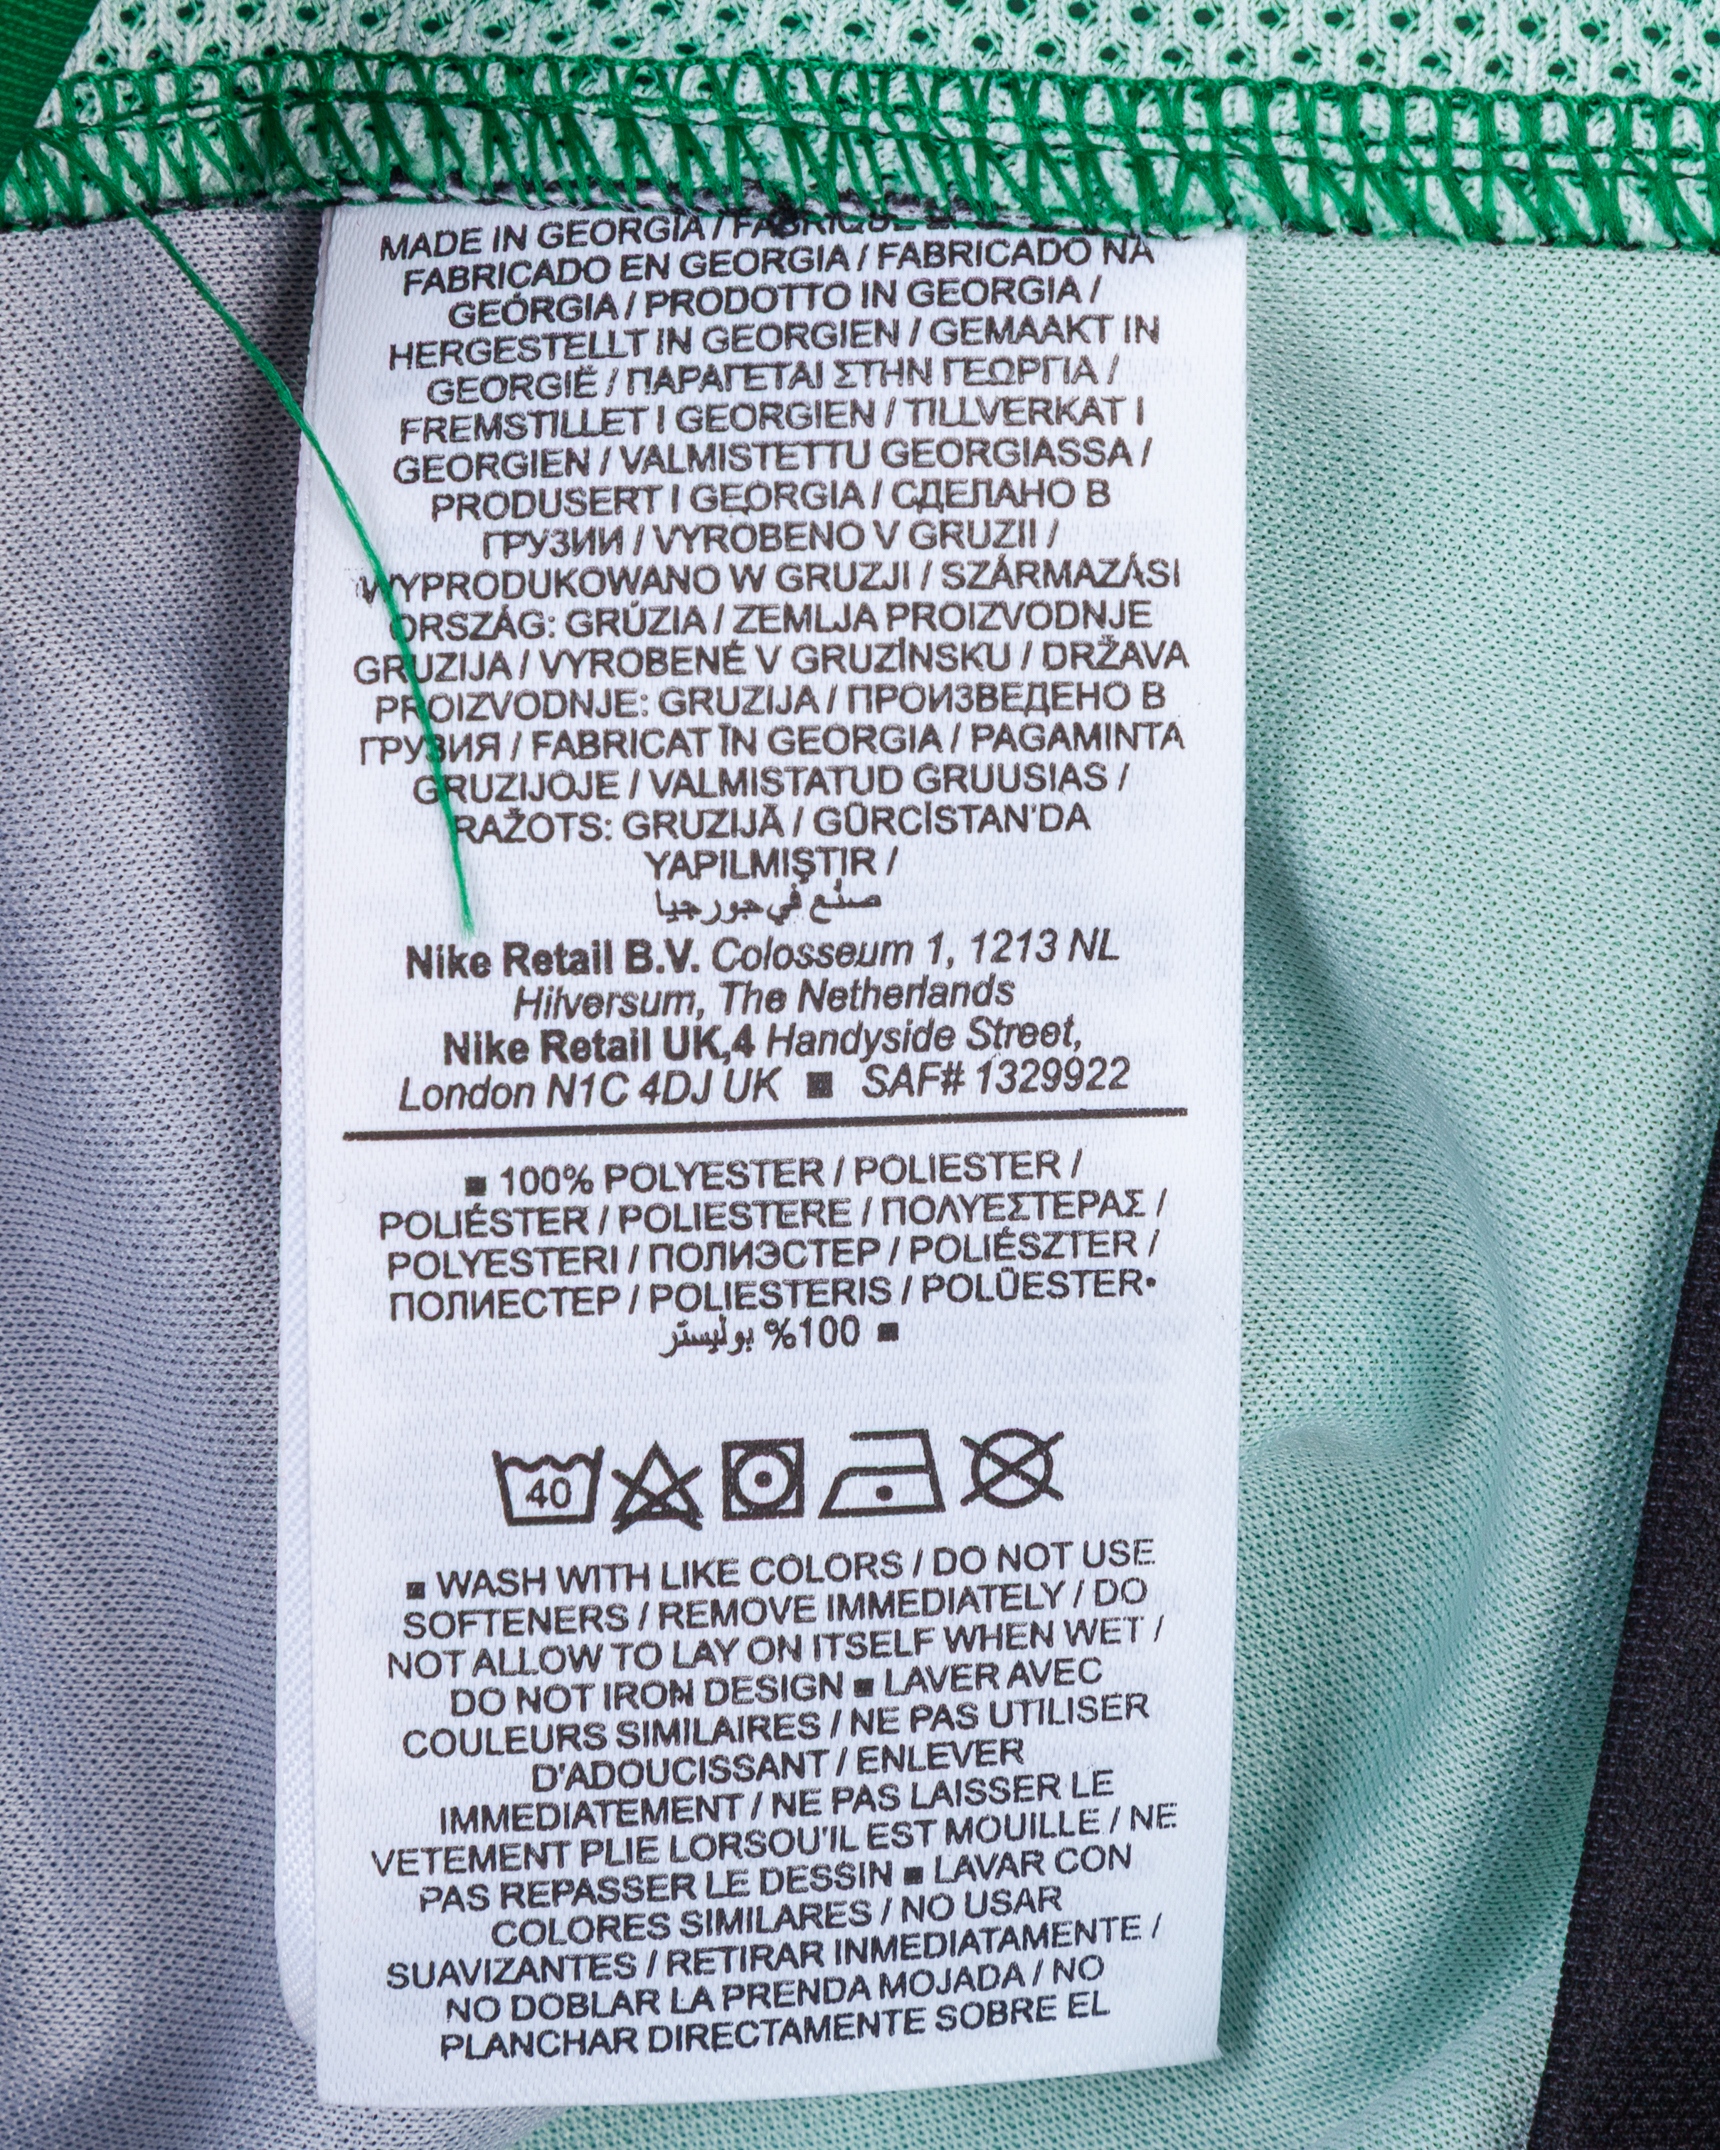 MADE IN GEORGIA /
FABRICADO EN GEORGIA / FABRICADO NA
GEÓRGIA / PRODOTTO IN GEORGIA /
HERGESTELLT IN GEORGIEN / GEMAAKT IN
GEORGIË / ΠΑΡΑΓΕΤΑΙ ΣΤΗΝ ΓΕΩΡΓΙΑ /
FREMSTILLET I GEORGIEN / TILLVERKAT I
GEORGIEN / VALMISTETTU GEORGIASSA /
PRODUSERT I GEORGIA / СДЕЛАНО В
ГРУЗИИ / VYROBENO V GRUZII /
WYPRODUKOWANO W GRUZJI / SZÁRMAZÁSI
ORSZÁG: GRÚZIA / ZEMLJA PROIZVODNJE
GRUZIJA / VYROBENÉ V GRUZÍNSKU / DRŽAVA
PROIZVODNJE: GRUZIJA / ПРОИЗВЕДЕНО В
ГРУЗИЯ / FABRICAT ÎN GEORGIA / PAGAMINTA
GRUZIJOJE / VALMISTATUD GRUUSIAS /
RAŽOTS: GRUZIJĀ / GÜRCİSTAN'DA
YAPILMIŞTIR /
صنع في جورجيا
Nike Retail B.V. Colosseum 1, 1213 NL
Hilversum, The Netherlands
Nike Retail UK,4 Handyside Street,
London N1C 4DJ UK ■ SAF# 1329922
■ 100% POLYESTER / POLIESTER /
POLIÉSTER / POLIESTERE / ΠΟΛΥΕΣΤΕΡΑΣ /
POLYESTERI / ПОЛИЭСТЕР / POLIÉSZTER /
ПОЛИЕСТЕР / POLIESTERIS / POLÜESTER•
■ 100% بوليستر
40
■ WASH WITH LIKE COLORS / DO NOT USE
SOFTENERS / REMOVE IMMEDIATELY / DO
NOT ALLOW TO LAY ON ITSELF WHEN WET /
DO NOT IRON DESIGN ■ LAVER AVEC
COULEURS SIMILAIRES / NE PAS UTILISER
D'ADOUCISSANT / ENLEVER
IMMEDIATEMENT / NE PAS LAISSER LE
VETEMENT PLIE LORSQU'IL EST MOUILLE / NE
PAS REPASSER LE DESSIN ■ LAVAR CON
COLORES SIMILARES / NO USAR
SUAVIZANTES / RETIRAR INMEDIATAMENTE /
NO DOBLAR LA PRENDA MOJADA / NO
PLANCHAR DIRECTAMENTE SOBRE EL